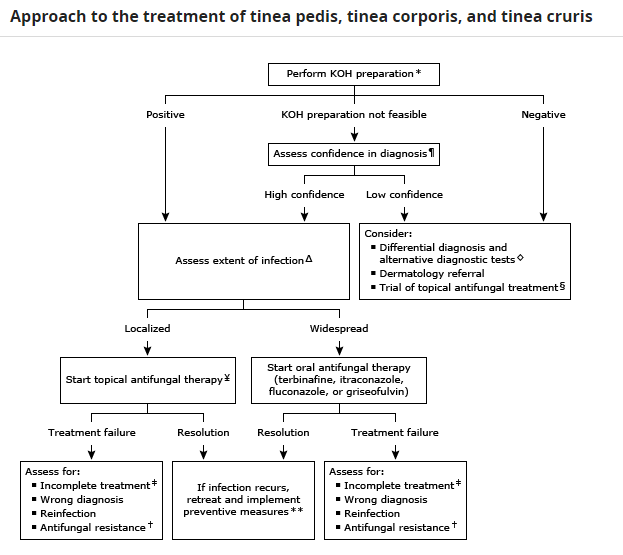 Approach to the treatment of tinea pedis, tinea corporis, and tinea cruris
Perform KOH preparation*
Positive
KOH preparation not feasible
Negative
Assess confidence in diagnosis¶
High confidence
Low confidence
Assess extent of infectionΔ
Consider:
▪ Differential diagnosis and
alternative diagnostic tests◇
▪ Dermatology referral
▪ Trial of topical antifungal treatment§
Localized
Widespread
Start topical antifungal therapy¥
Start oral antifungal therapy
(terbinafine, itraconazole,
fluconazole, or griseofulvin)
Treatment failure
Resolution
Resolution
Treatment failure
Assess for:
▪ Incomplete treatment‡
▪ Wrong diagnosis
▪ Reinfection
▪ Antifungal resistance†
If infection recurs,
retreat and implement
preventive measures**
Assess for:
▪ Incomplete treatment‡
▪ Wrong diagnosis
▪ Reinfection
▪ Antifungal resistance†